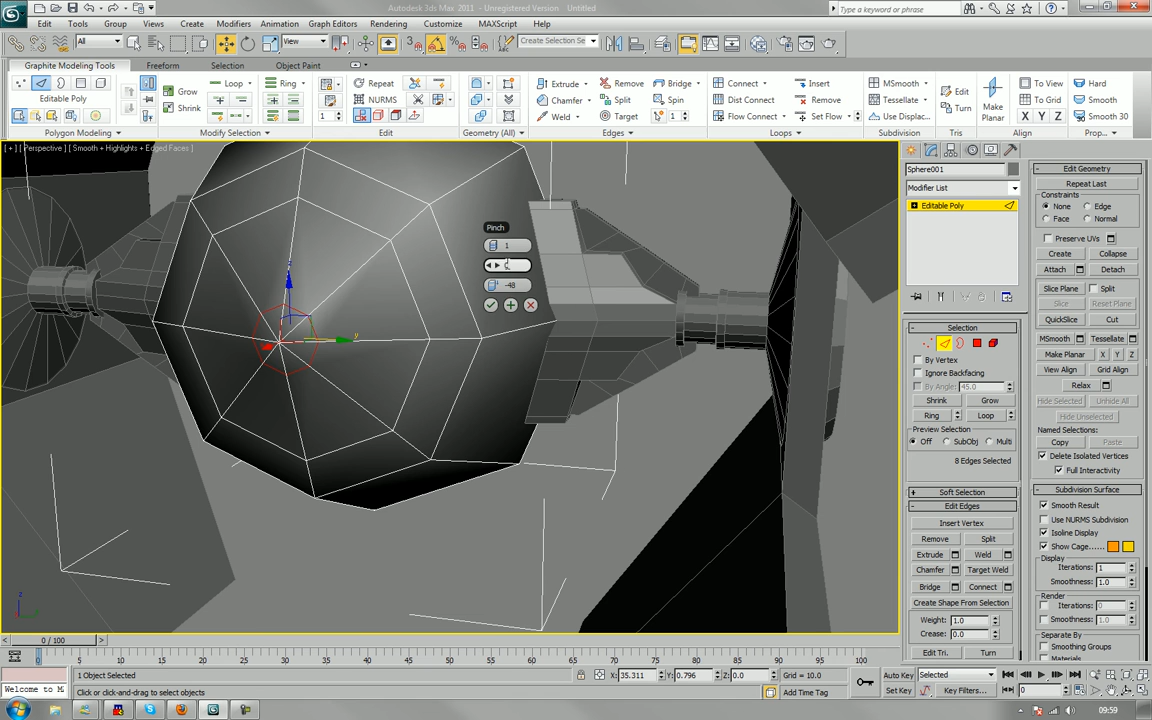 Autodesk 3ds Max 2011 - Unregistered Version Untitled
Type a keyword or phrase
Edit Tools Group Views Create Modifiers Animation Graph Editors Rendering Customize MAXScript Help
All View Create Selection Se
Graphite Modeling Tools Freeform Selection Object Paint
Loop Ring Repeat Extrude Remove Bridge Connect Insert MSmooth Edit To View Hard
Editable Poly Grow NURMS Chamfer Split Spin Dist Connect Remove Tessellate Turn Make Planar To Grid Smooth
Shrink 1 Weld Target 1 Flow Connect Set Flow Use Displac... X Y Z Smooth 30
Polygon Modeling Modify Selection Edit Geometry (All) Edges Loops Subdivision Tris Align Prop...
[ + ] [ Perspective ] [ Smooth + Highlights + Edged Faces ]
Pinch
1
-48
z
y
Sphere001
Modifier List
Editable Poly
Selection
By Vertex
Ignore Backfacing
By Angle: 45.0
Shrink Grow
Ring Loop
Preview Selection
Off SubObj Multi
8 Edges Selected
Soft Selection
Edit Edges
Insert Vertex
Remove Split
Extrude Weld
Chamfer Target Weld
Bridge Connect
Create Shape From Selection
Weight: 1.0
Crease: 0.0
Edit Tri. Turn
Edit Geometry
Repeat Last
Constraints
None Edge
Face Normal
Preserve UVs
Create Collapse
Attach Detach
Slice Plane Split
Slice Reset Plane
QuickSlice Cut
MSmooth Tessellate
Make Planar X Y Z
View Align Grid Align
Relax
Hide Selected Unhide All
Hide Unselected
Named Selections:
Copy Paste
Delete Isolated Vertices
Full Interactivity
Subdivision Surface
Smooth Result
Use NURMS Subdivision
Isoline Display
Show Cage......
Display
Iterations: 1
Smoothness: 1.0
Render
Iterations: 0
Smoothness: 1.0
Separate By
Smoothing Groups
Materials
0 / 100
0 5 10 15 20 25 30 35 40 45 50 55 60 65 70 75 80 85 90 95 100
1 Object Selected
X: 35.311 Y: 0.796 Z: 0.0 Grid = 10.0
Auto Key Selected
Welcome to M
Click or click-and-drag to select objects
Add Time Tag
Set Key Key Filters... 0
09:59